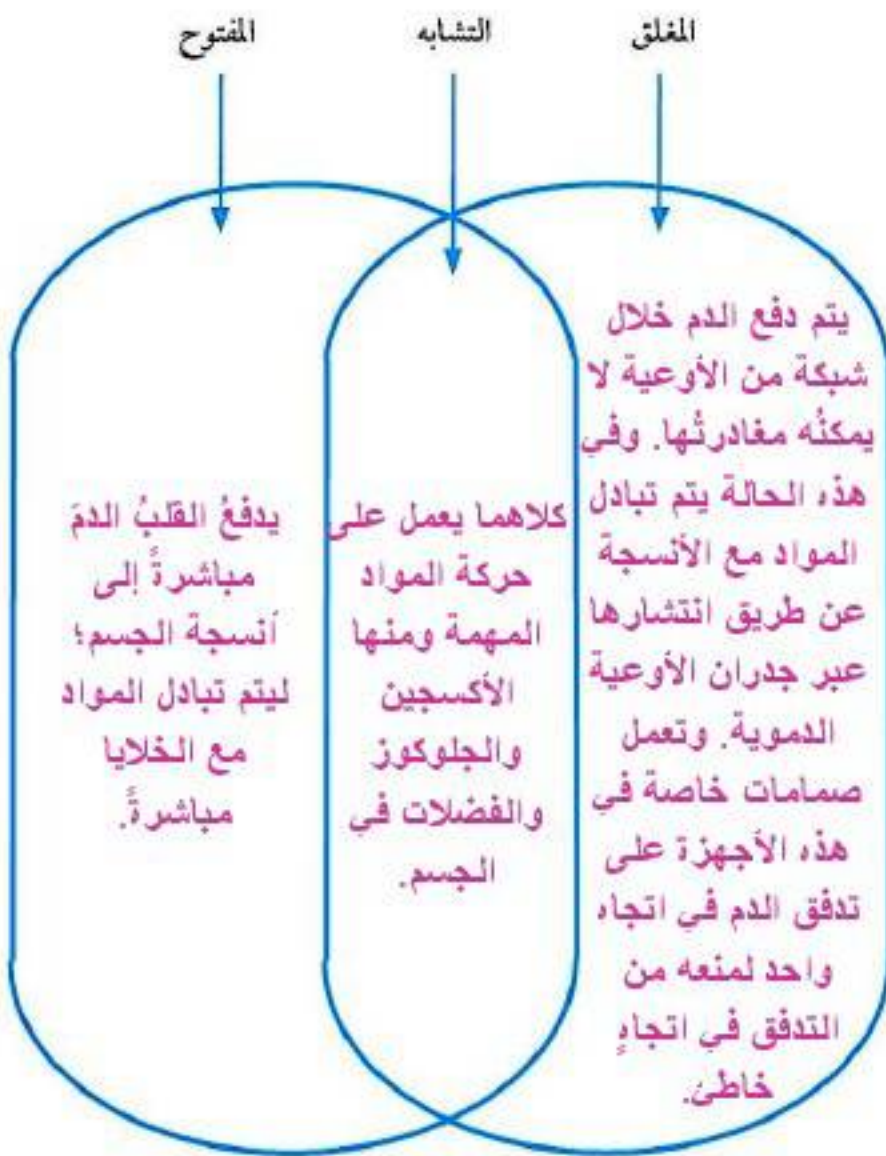 المغلق
التشابه
المفتوح
يتم دفع الدم خلال
شبكة من الأوعية لا
يمكنُه مغادرتُها. وفي
هذه الحالة يتم تبادل
المواد مع الأنسجة
عن طريق انتشارها
عبر جدران الأوعية
الدموية. وتعمل
صمامات خاصة في
هذه الأجهزة على
تدفق الدم في اتجاه
واحد لمنعه من
التدفق في اتجاهٍ
خاطئ.
كلاهما يعمل على
حركة المواد
المهمة ومنها
الأكسجين
والجلوكوز
والفضلات في
الجسم.
يدفعُ القلبُ الدمَ
مباشرةً إلى
أنسجة الجسم؛
ليتم تبادل المواد
مع الخلايا
مباشرةً.